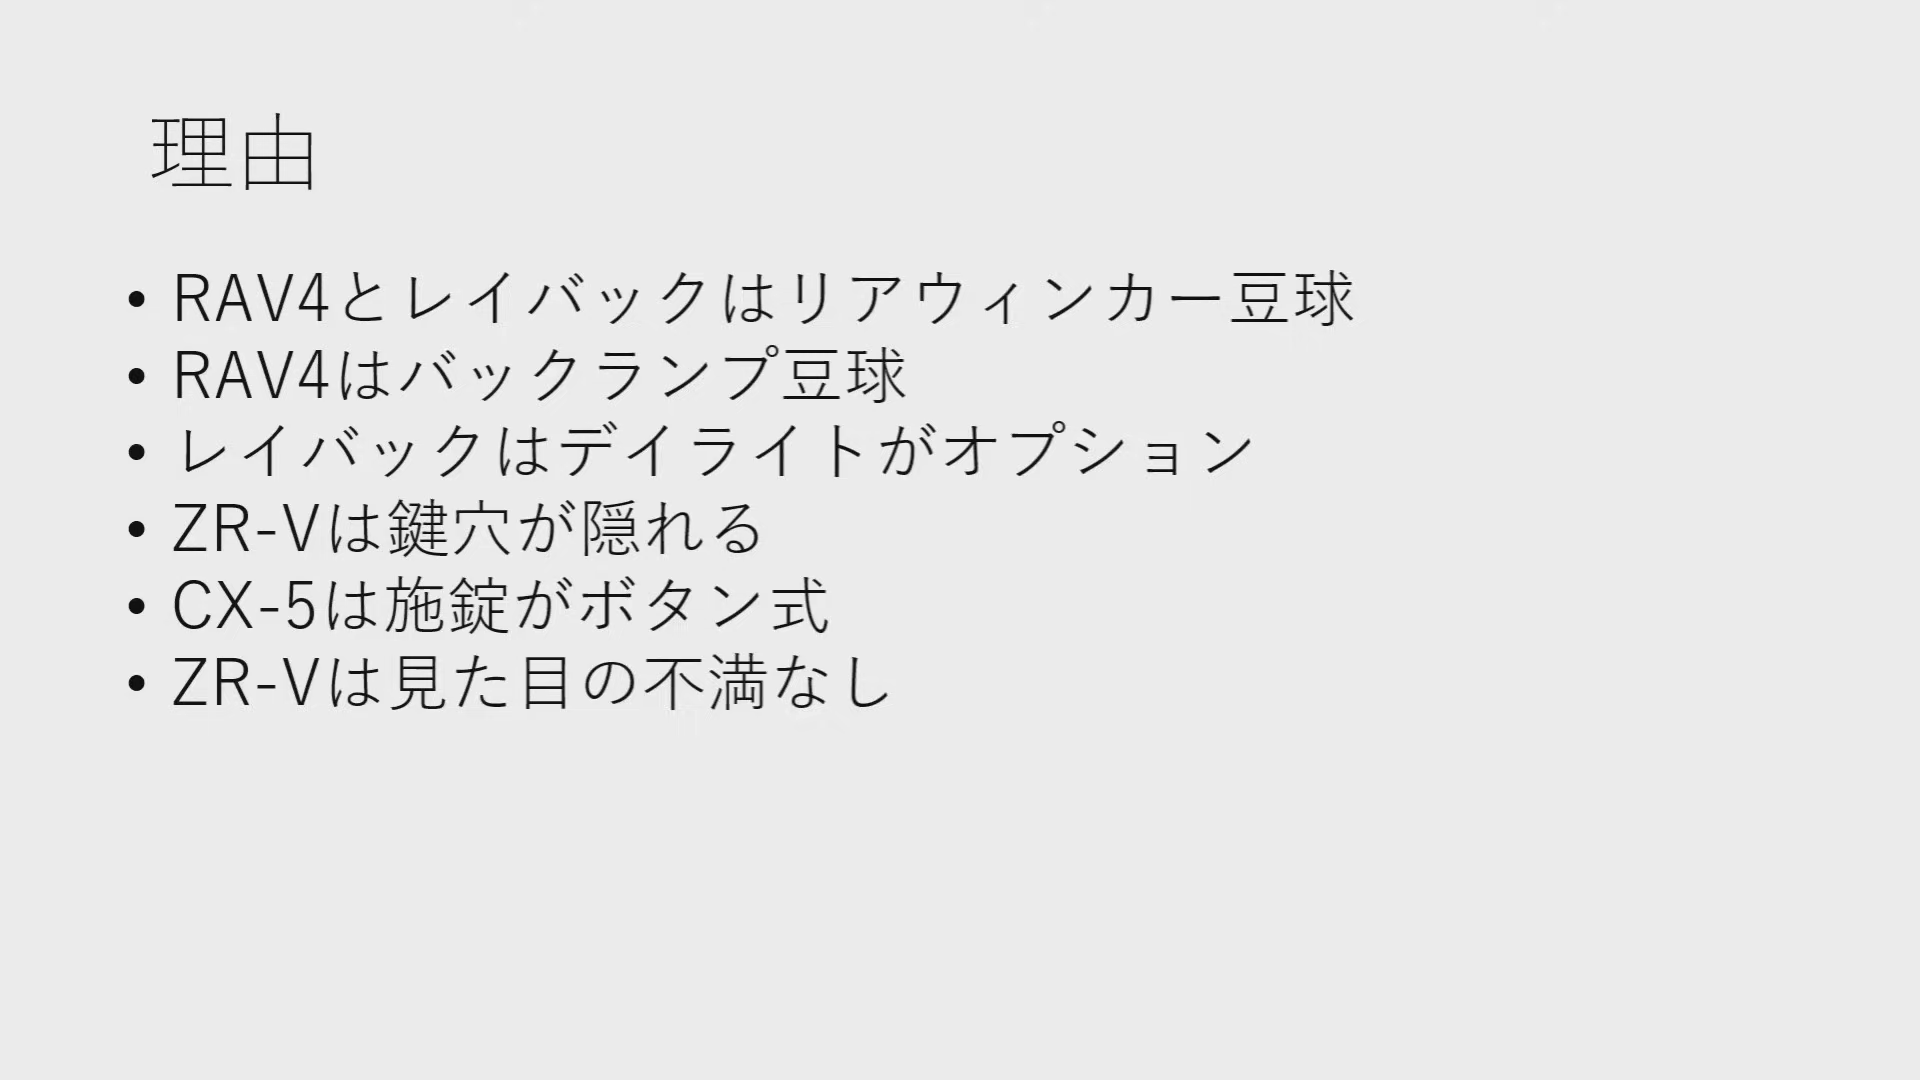 理由
• RAV4とレイバックはリアウィンカー豆球
• RAV4はバックランプ豆球
• レイバックはデイライトがオプション
• ZR-Vは鍵穴が隠れる
• CX-5は施錠がボタン式
• ZR-Vは見た目の不満なし